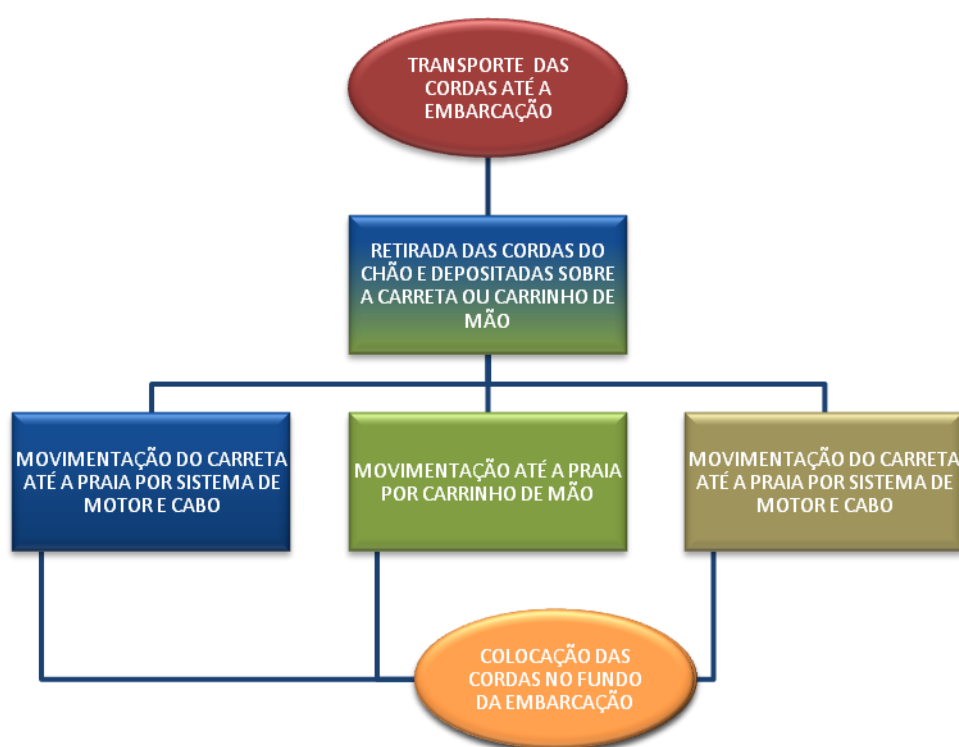 TRANSPORTE DAS
CORDAS ATÉ A
EMBARCAÇÃO
RETIRADA DAS CORDAS DO
CHÃO E DEPOSITADAS SOBRE
A CARRETA OU CARRINHO DE
MÃO
MOVIMENTAÇÃO DO CARRETA
ATÉ A PRAIA POR SISTEMA DE
MOTOR E CABO
MOVIMENTAÇÃO ATÉ A PRAIA
POR CARRINHO DE MÃO
MOVIMENTAÇÃO DO CARRETA
ATÉ A PRAIA POR SISTEMA DE
MOTOR E CABO
COLOCAÇÃO DAS
CORDAS NO FUNDO
DA EMBARCAÇÃO